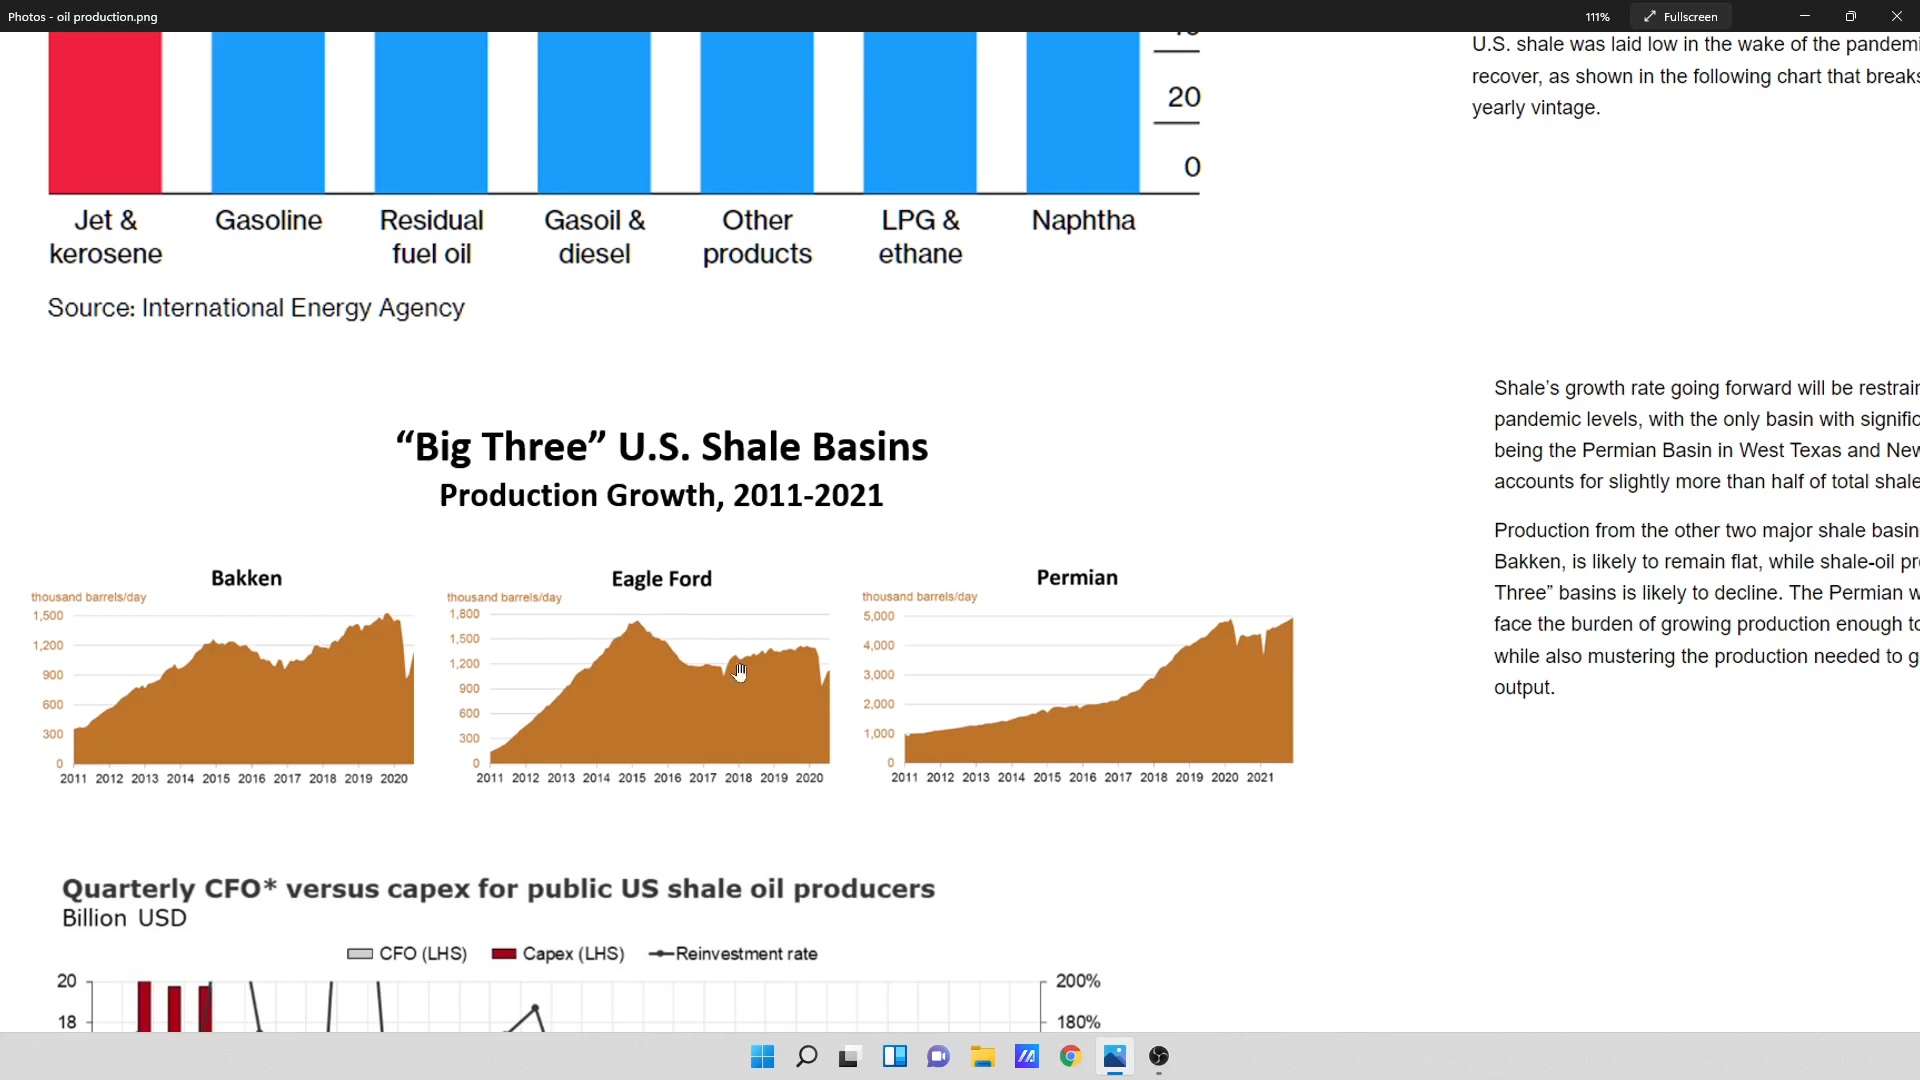 Photos - oil production.png
111%
Fullscreen
20
0
Jet & kerosene
Gasoline
Residual fuel oil
Gasoil & diesel
Other products
LPG & ethane
Naphtha
Source: International Energy Agency
U.S. shale was laid low in the wake of the
recover, as shown in the following chart that
yearly vintage.
“Big Three” U.S. Shale Basins
Production Growth, 2011-2021
Shale’s growth rate going forward will be
pandemic levels, with the only basin with
being the Permian Basin in West Texas and
accounts for slightly more than half of total
Production from the other two major shale
Bakken, is likely to remain flat, while shale-oil
Three” basins is likely to decline. The Permian
face the burden of growing production enough
while also mustering the production needed to
output.
Bakken
thousand barrels/day
1,500
1,200
900
600
300
0
2011 2012 2013 2014 2015 2016 2017 2018 2019 2020
Eagle Ford
thousand barrels/day
1,800
1,500
1,200
900
600
300
0
2011 2012 2013 2014 2015 2016 2017 2018 2019 2020
Permian
thousand barrels/day
5,000
4,000
3,000
2,000
1,000
0
2011 2012 2013 2014 2015 2016 2017 2018 2019 2020 2021
Quarterly CFO* versus capex for public US shale oil producers
Billion USD
CFO (LHS) Capex (LHS) Reinvestment rate
20
200%
18
180%